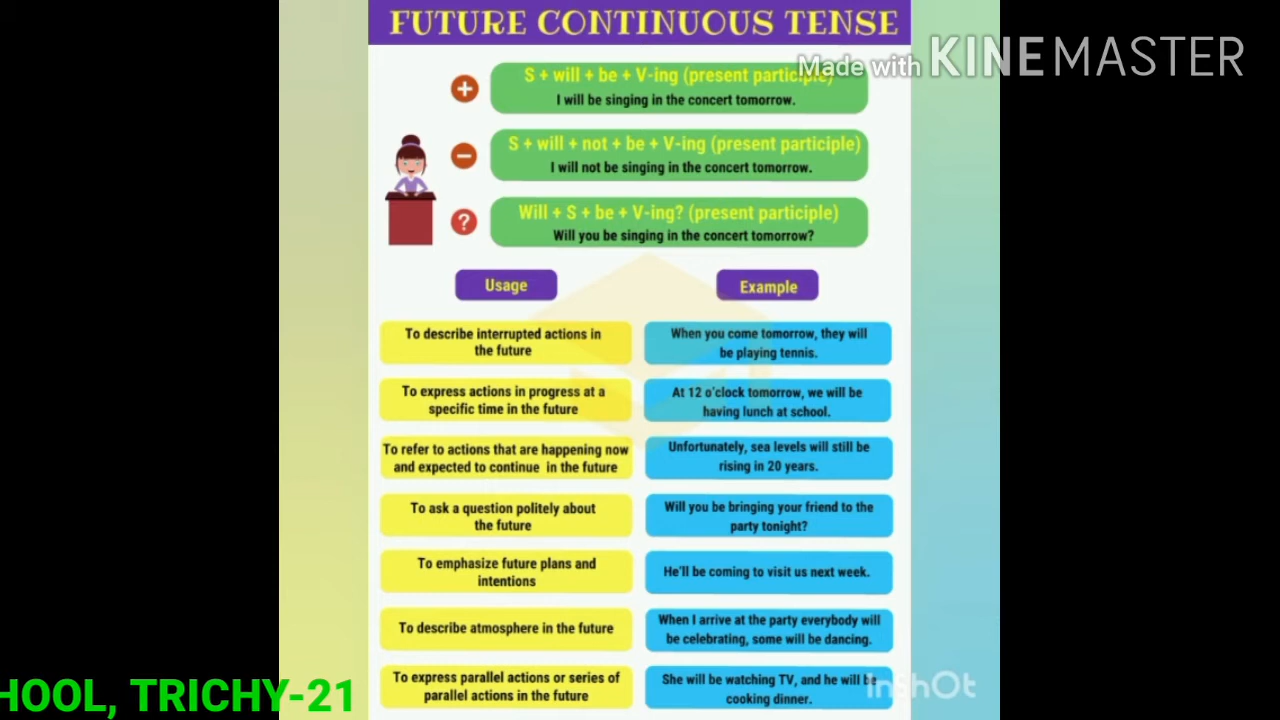 FUTURE CONTINUOUS TENSE
Made with KINEMASTER
+ S + will + be + V-ing (present participle)
I will be singing in the concert tomorrow.
− S + will + not + be + V-ing (present participle)
I will not be singing in the concert tomorrow.
? Will + S + be + V-ing? (present participle)
Will you be singing in the concert tomorrow?
Usage
Example
To describe interrupted actions in
the future
When you come tomorrow, they will
be playing tennis.
To express actions in progress at a
specific time in the future
At 12 o'clock tomorrow, we will be
having lunch at school.
To refer to actions that are happening now
and expected to continue in the future
Unfortunately, sea levels will still be
rising in 20 years.
To ask a question politely about
the future
Will you be bringing your friend to the
party tonight?
To emphasize future plans and
intentions
He'll be coming to visit us next week.
To describe atmosphere in the future
When I arrive at the party everybody will
be celebrating, some will be dancing.
To express parallel actions or series of
parallel actions in the future
She will be watching TV, and he will be
cooking dinner.
InShOt
HOOL, TRICHY-21